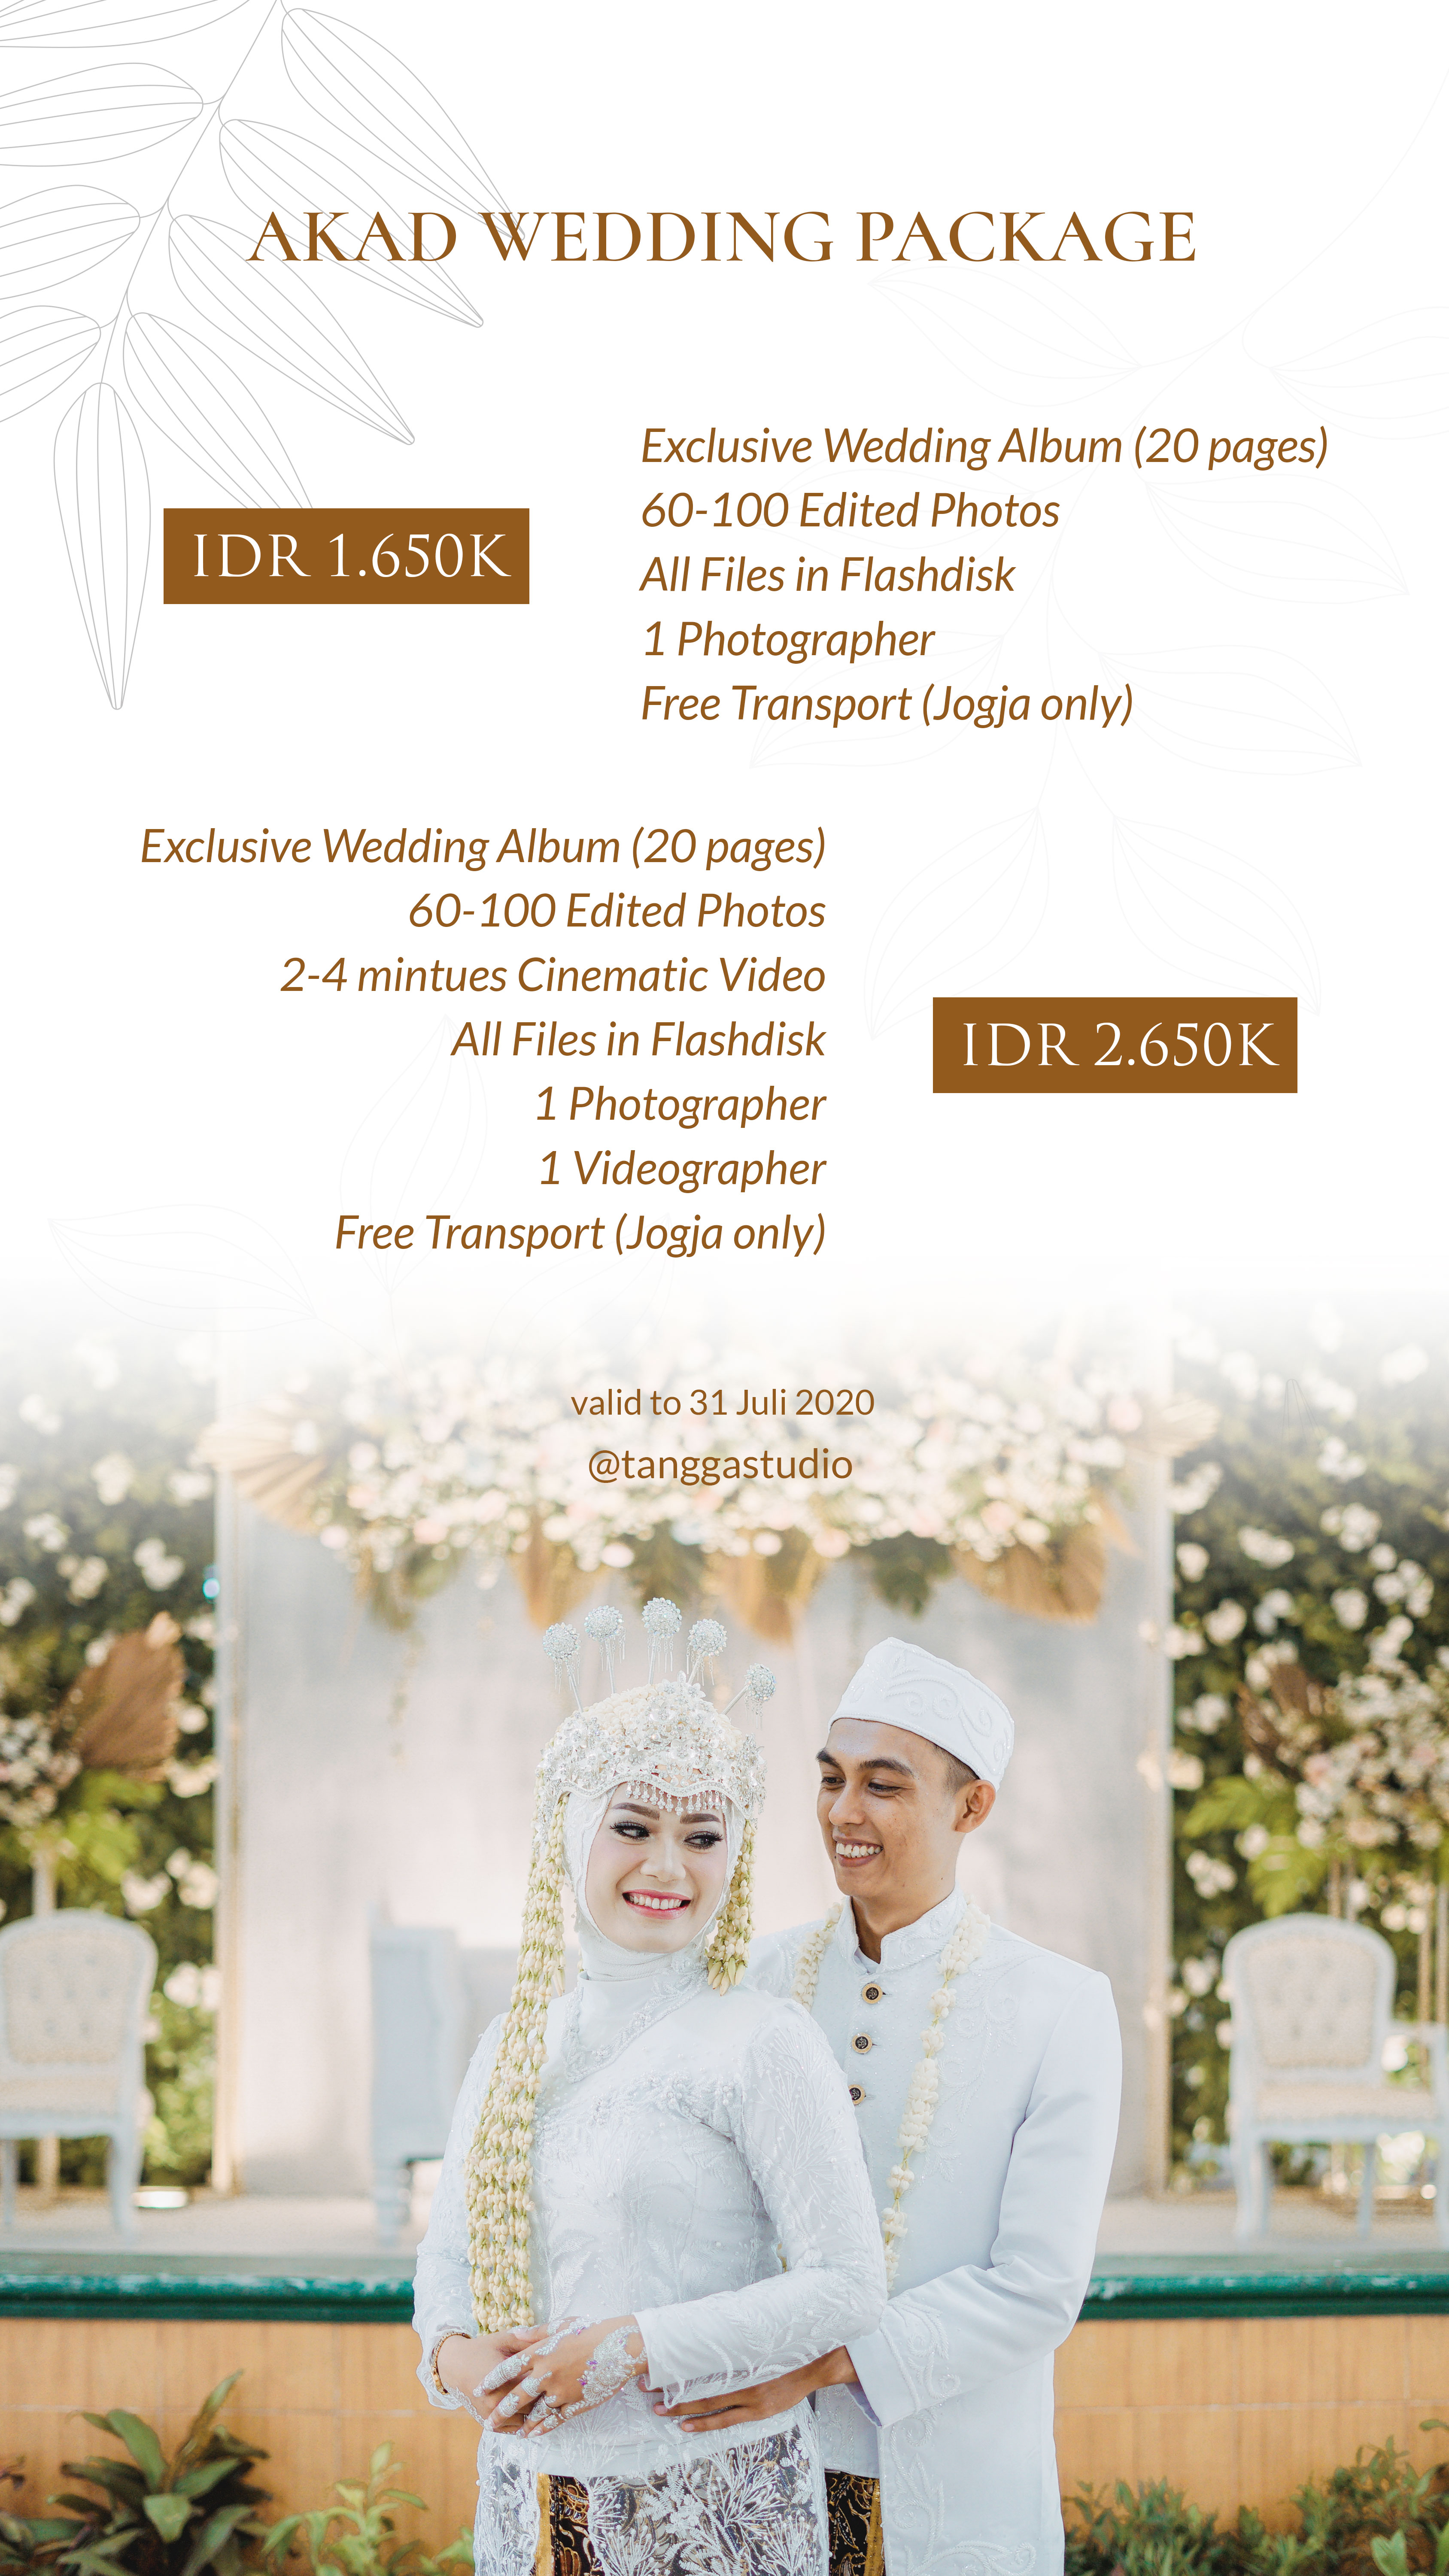 AKAD WEDDING PACKAGE
IDR 1.650K
Exclusive Wedding Album (20 pages)
60-100 Edited Photos
All Files in Flashdisk
1 Photographer
Free Transport (Jogja only)
Exclusive Wedding Album (20 pages)
60-100 Edited Photos
2-4 mintues Cinematic Video
All Files in Flashdisk
1 Photographer
1 Videographer
Free Transport (Jogja only)
IDR 2.650K
valid to 31 Juli 2020
@tanggastudio